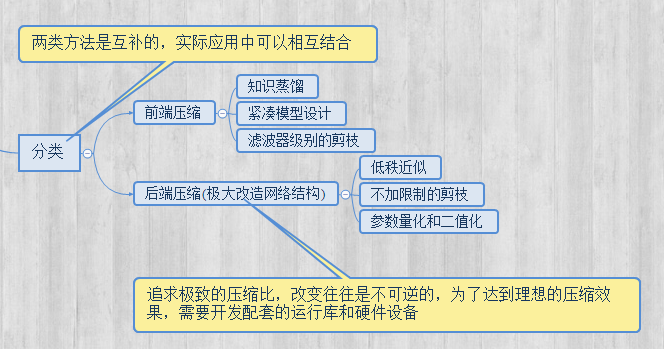 两类方法是互补的，实际应用中可以相互结合
知识蒸馏
前端压缩
紧凑模型设计
滤波器级别的剪枝
分类
低秩近似
后端压缩(极大改造网络结构)
不加限制的剪枝
参数量化和二值化
追求极致的压缩比，改变往往是不可逆的，为了达到理想的压缩效
果，需要开发配套的运行库和硬件设备